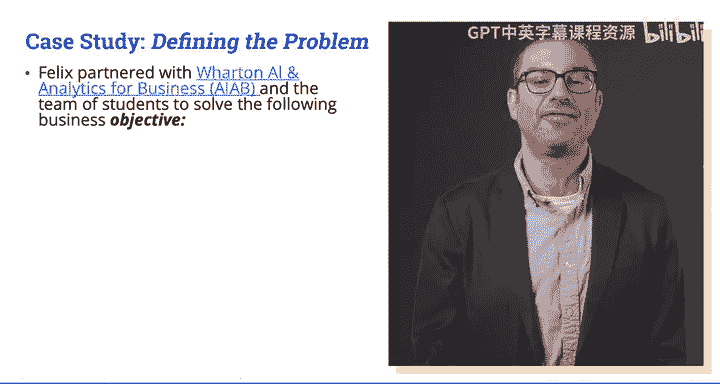 Case Study: Defining the Problem
GPT中英字幕课程资源 bilibili
• Felix partnered with Wharton AI &
Analytics for Business (AIAB) and the
team of students to solve the following
business objective: